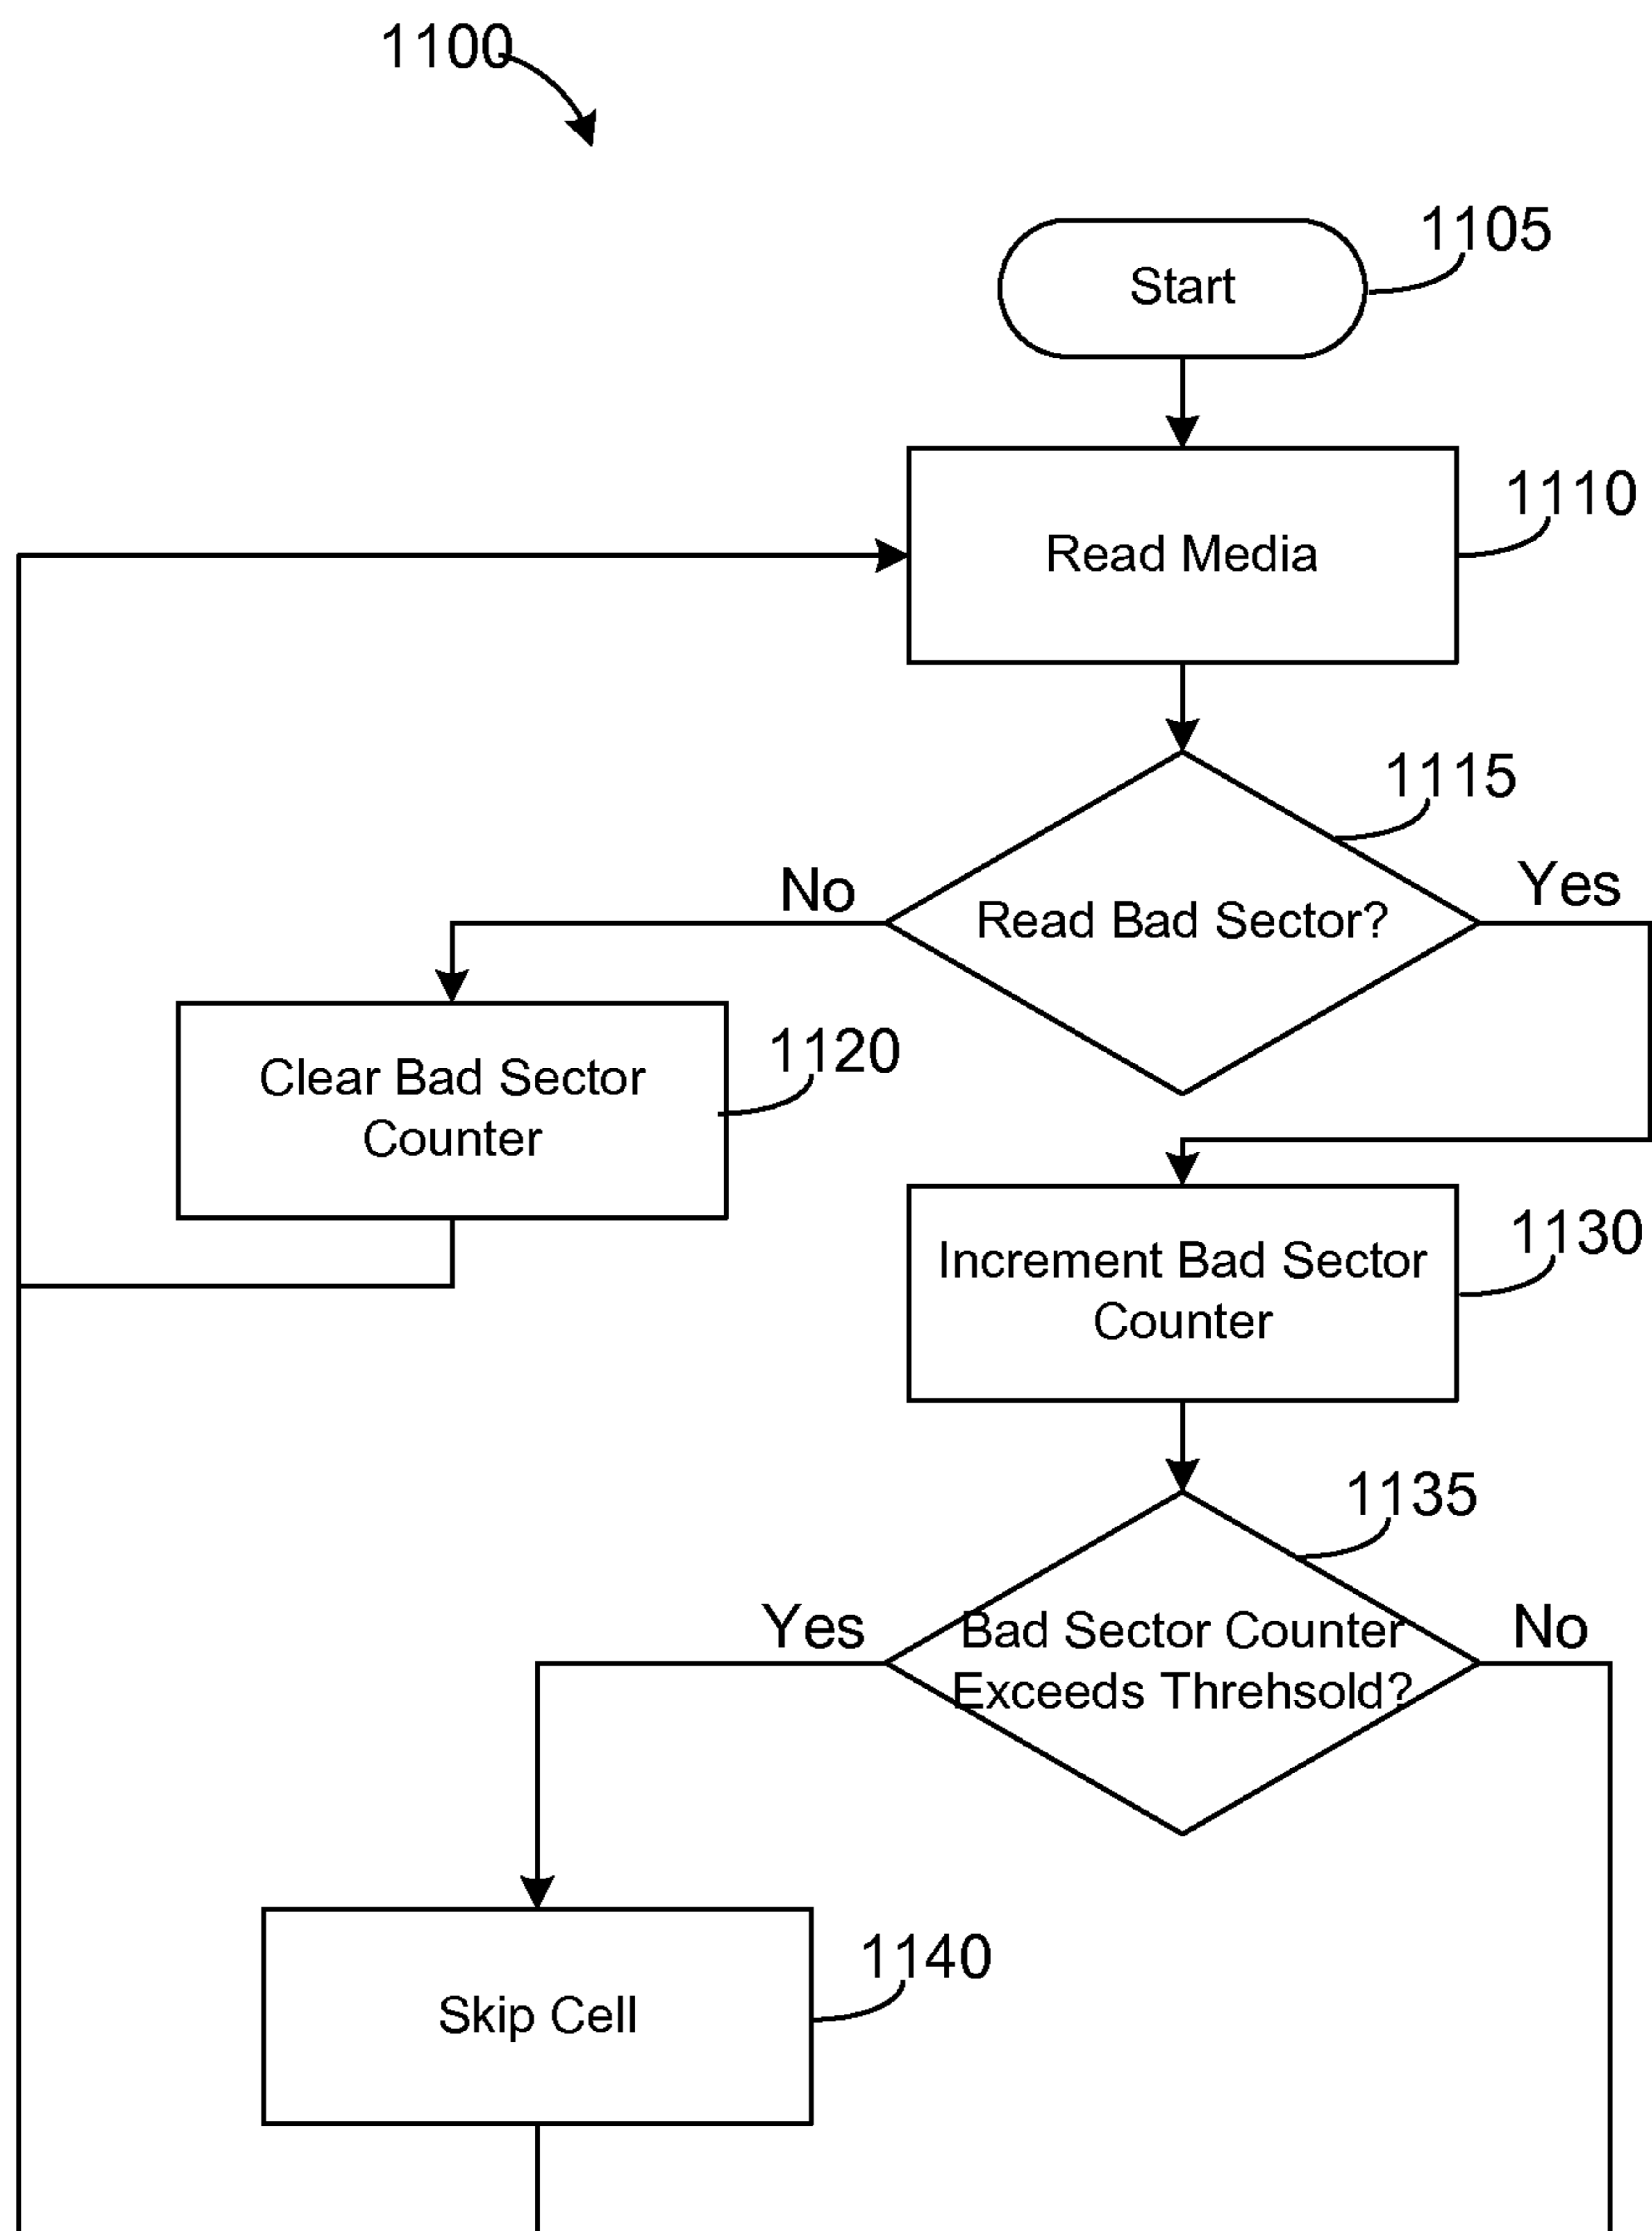 1100
1105
Start
1110
Read Media
1115
No
Yes
Read Bad Sector?
1120
Clear Bad Sector
Counter
1130
Increment Bad Sector
Counter
1135
Yes
No
Bad Sector Counter
Exceeds Threhsold?
1140
Skip Cell